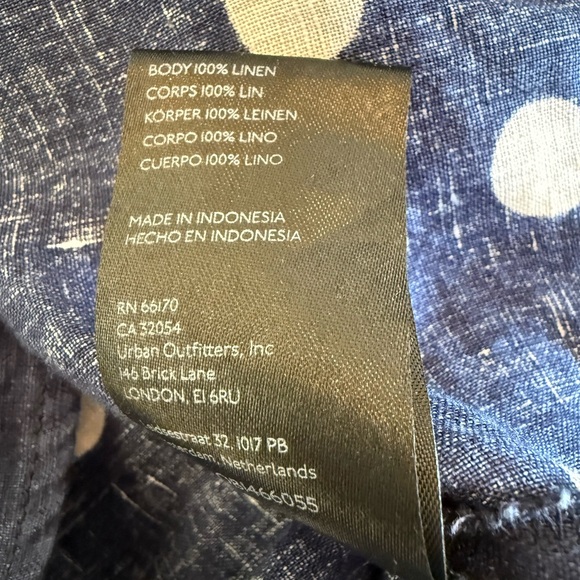 BODY 100% LINEN
CORPS 100% LIN
KÖRPER 100% LEINEN
CORPO 100% LINO
CUERPO 100% LINO
MADE IN INDONESIA
HECHO EN INDONESIA
RN 66170
CA 32054
Urban Outfitters, Inc
146 Brick Lane
LONDON, E1 6RU
32, 1017 PB
Netherlands